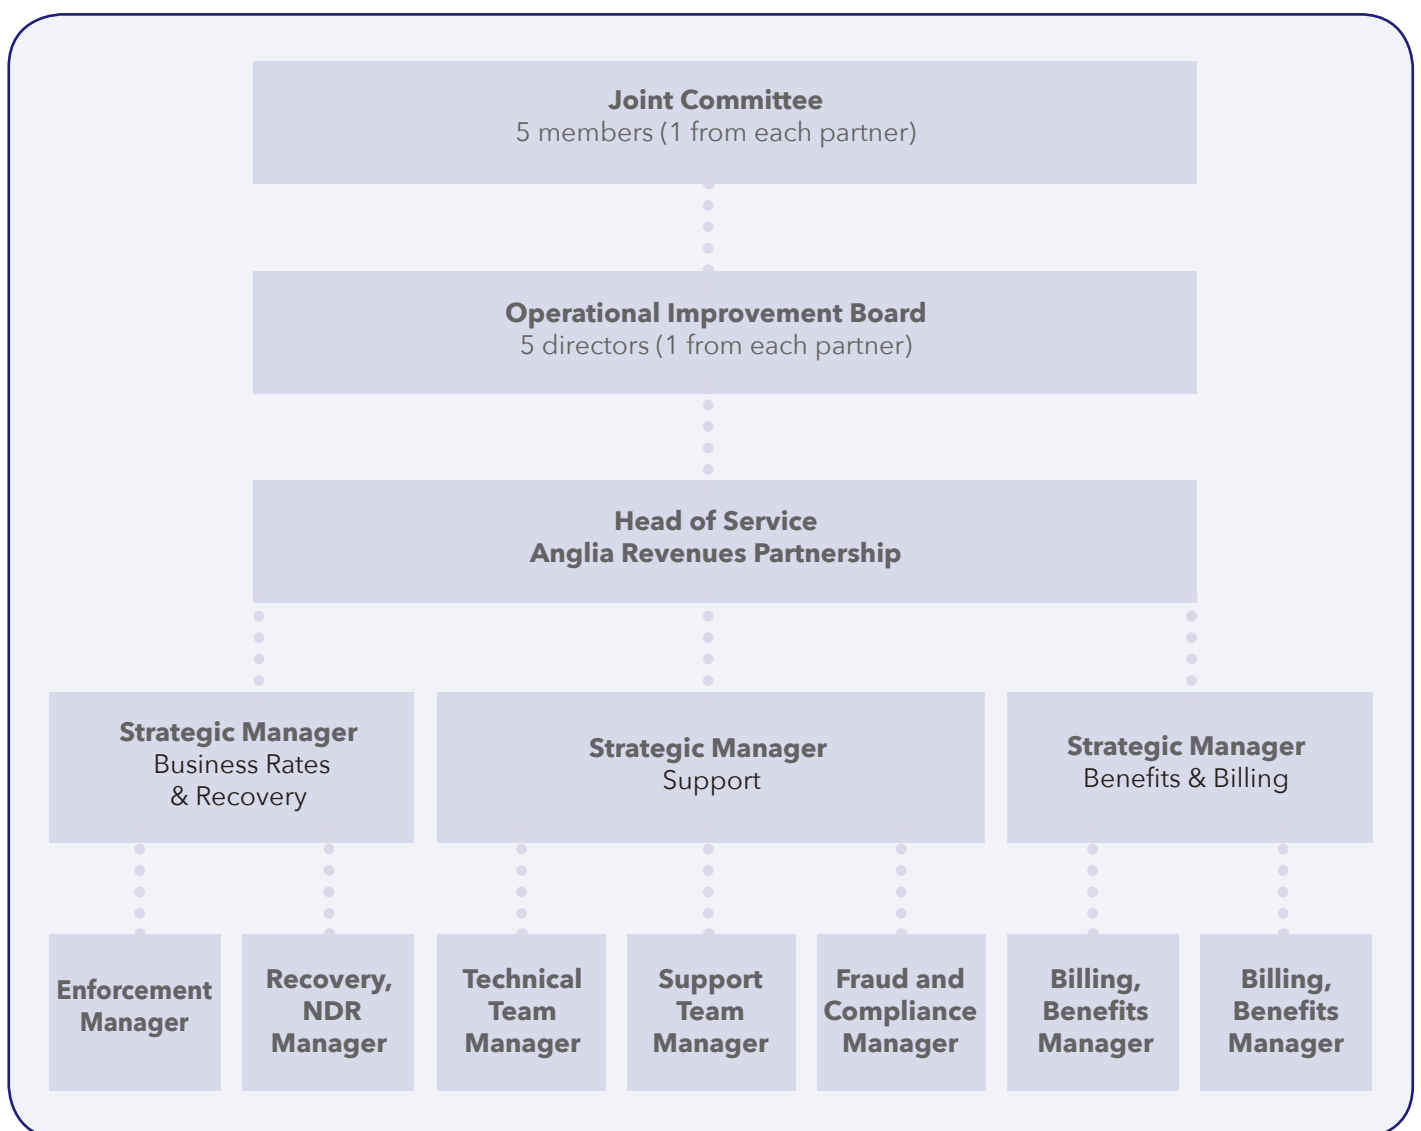 Joint Committee
5 members (1 from each partner)
Operational Improvement Board
5 directors (1 from each partner)
Head of Service
Anglia Revenues Partnership
Strategic Manager
Business Rates
& Recovery
Strategic Manager
Support
Strategic Manager
Benefits & Billing
Enforcement
Manager
Recovery,
NDR
Manager
Technical
Team
Manager
Support
Team
Manager
Fraud and
Compliance
Manager
Billing,
Benefits
Manager
Billing,
Benefits
Manager